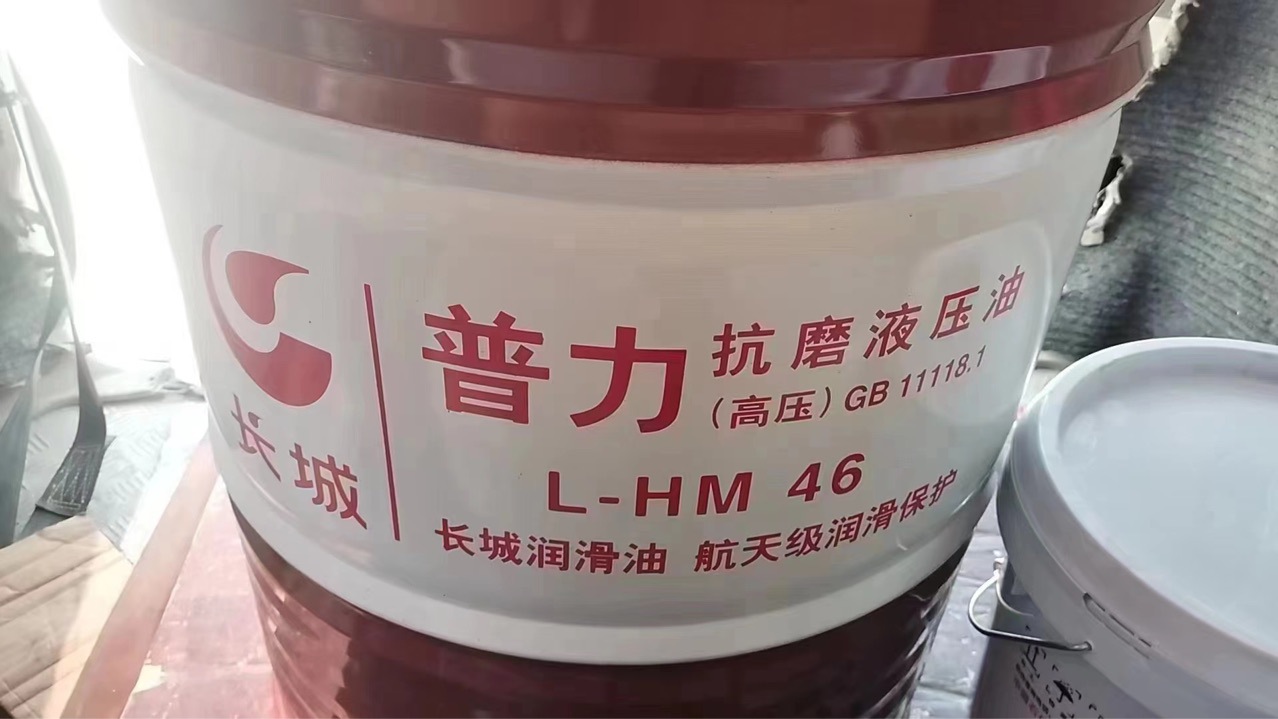 长城
普力 抗磨液压油
(高压) GB 11118.1
L-HM 46
长城润滑油 航天级润滑保护